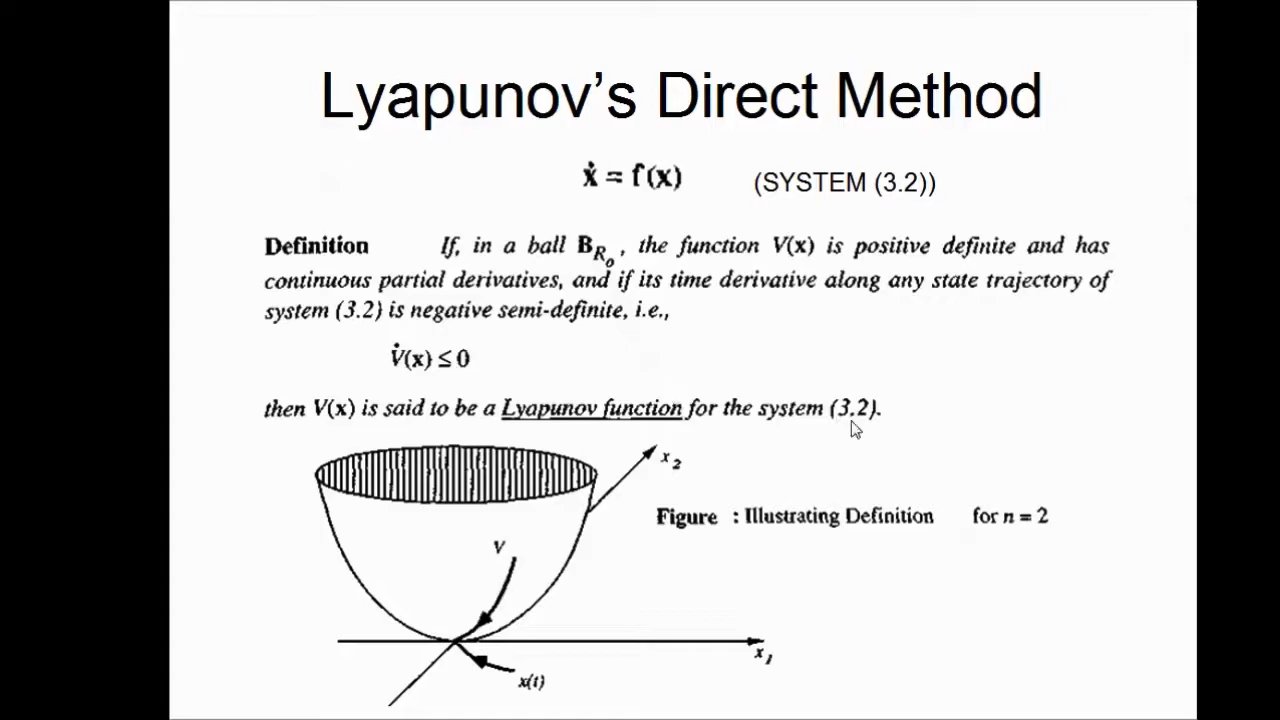 Lyapunov's Direct Method
ẋ = f(x) (SYSTEM (3.2))
Definition If, in a ball B_R_o, the function V(x) is positive definite and has
continuous partial derivatives, and if its time derivative along any state trajectory of
system (3.2) is negative semi-definite, i.e.,
V̇(x) ≤ 0
then V(x) is said to be a Lyapunov function for the system (3.2).
x₂
Figure : Illustrating Definition for n = 2
V
x₁
x(t)